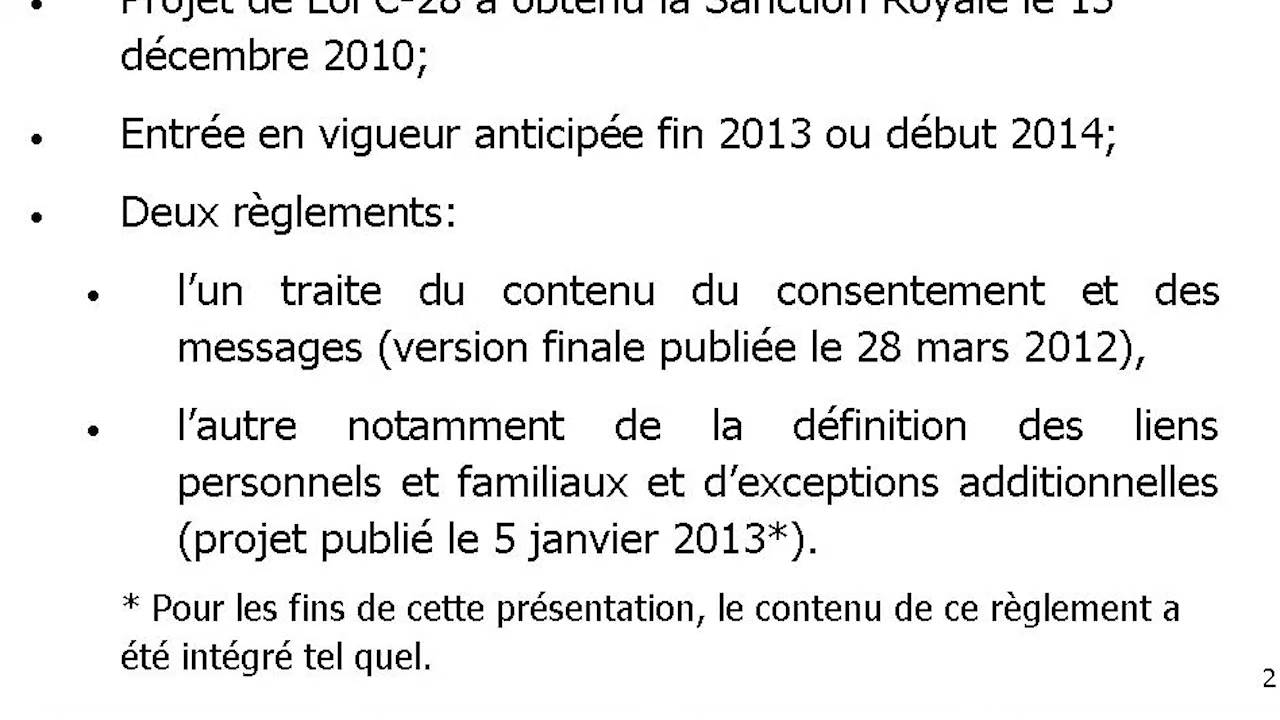 Projet de Loi C-28 a obtenu la Sanction Royale le 15
décembre 2010;
• Entrée en vigueur anticipée fin 2013 ou début 2014;
• Deux règlements:
• l’un traite du contenu du consentement et des
messages (version finale publiée le 28 mars 2012),
• l’autre notamment de la définition des liens
personnels et familiaux et d’exceptions additionnelles
(projet publié le 5 janvier 2013*).
* Pour les fins de cette présentation, le contenu de ce règlement a
été intégré tel quel.
2